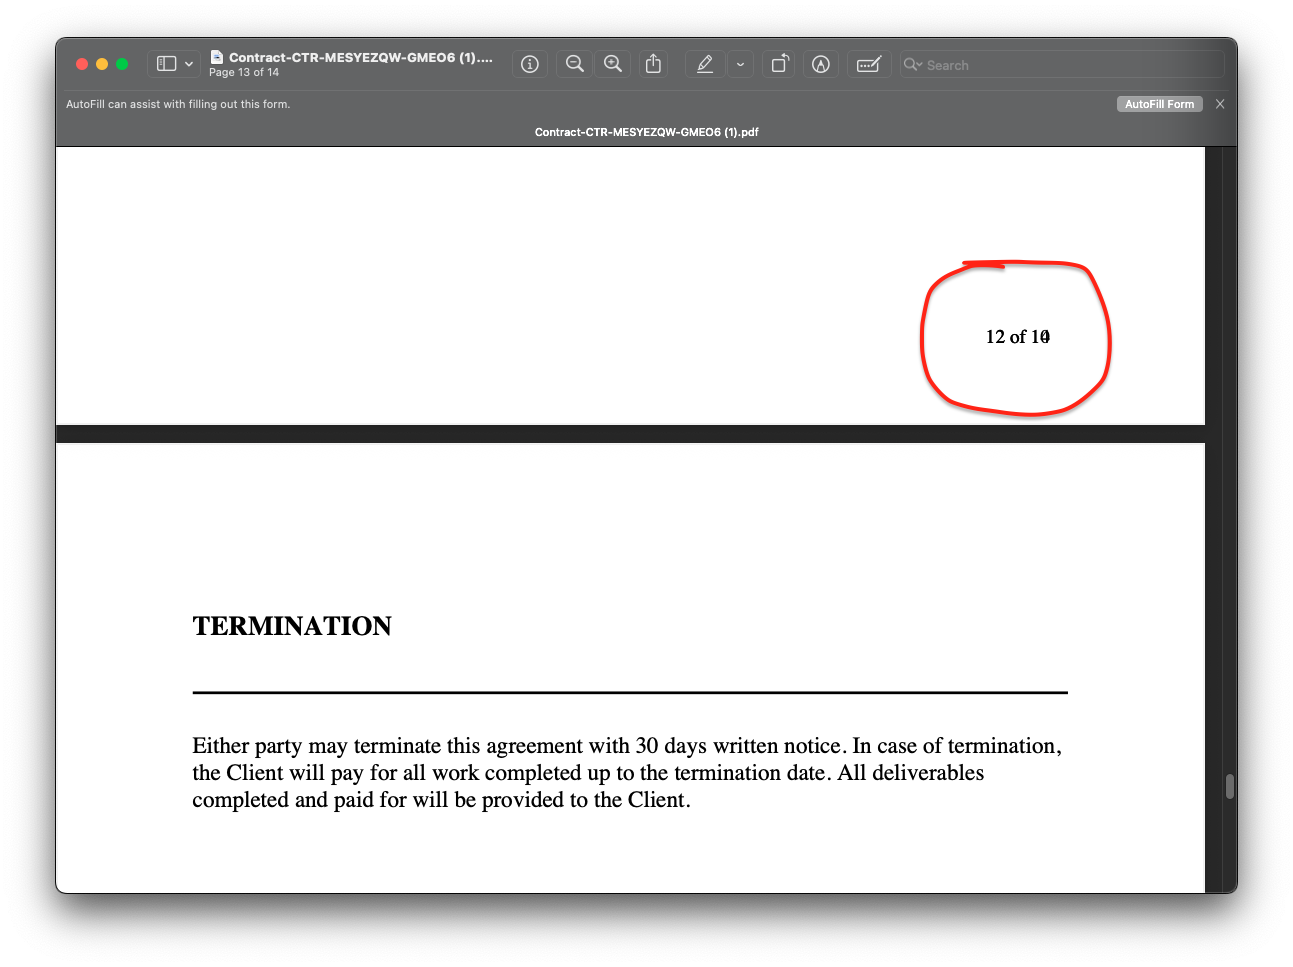 Contract-CTR-MESYEZQW-GMEO6 (1)....
Page 13 of 14
Search
AutoFill can assist with filling out this form.
AutoFill Form
Contract-CTR-MESYEZQW-GMEO6 (1).pdf
12 of
TERMINATION
Either party may terminate this agreement with 30 days written notice. In case of termination,
the Client will pay for all work completed up to the termination date. All deliverables
completed and paid for will be provided to the Client.